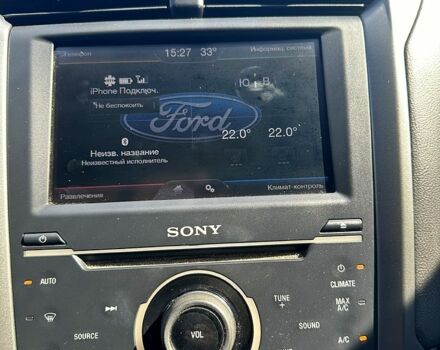 Телефон 15:27 33° Информац. система
iPhone Подключ. Ю В
Не беспокоить
Ford
22.0° 22.0°
Неизв. название
Неизвестный исполнитель
Развлечения Климат-контроль
SONY
AUTO
CLIMATE
TUNE
+
MAX
A/C
SOURCE
VOL
SOUND
A/C